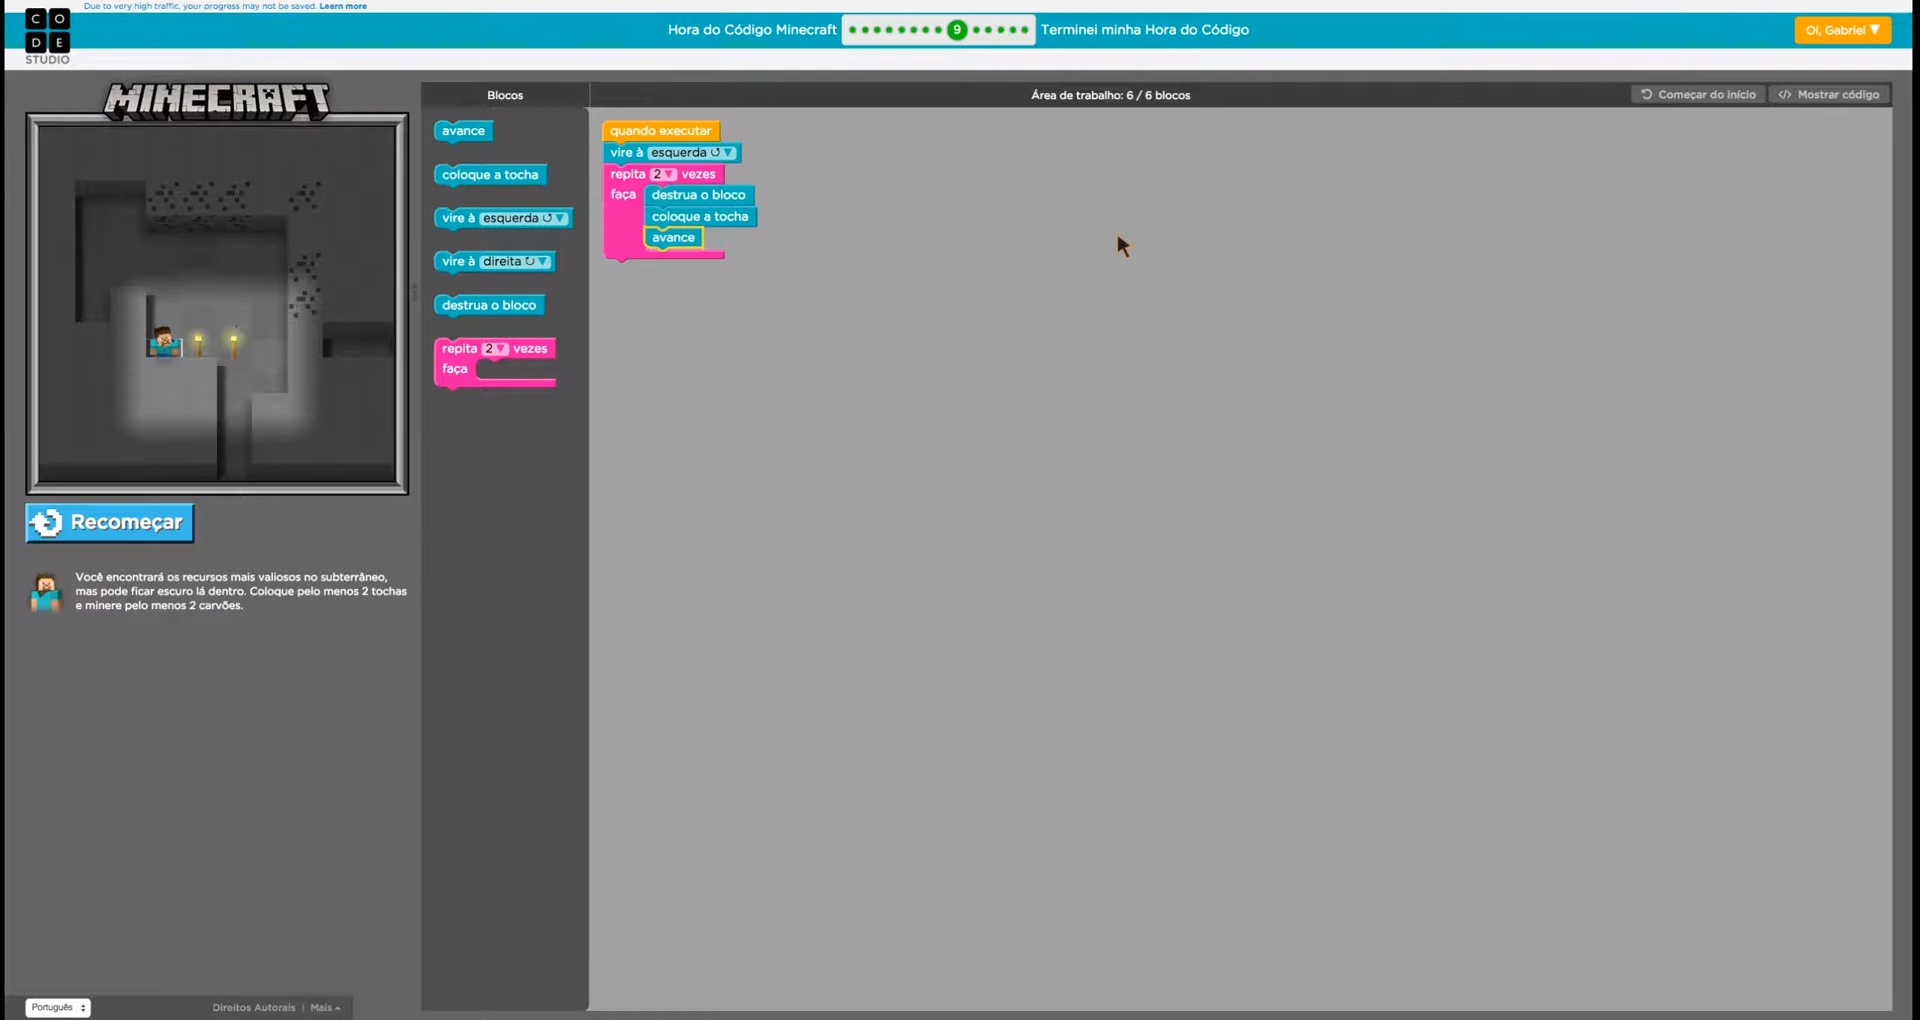 Due to very high traffic, your progress may not be saved. Learn more
C O
D E
STUDIO
Hora do Código Minecraft
9
Terminei minha Hora do Código
Oi, Gabriel ▼
MINECRAFT
Blocos
Área de trabalho: 6 / 6 blocos
Começar do início
</> Mostrar código
avance
coloque a tocha
vire à esquerda ↺▼
vire à direita ↻▼
destrua o bloco
repita 2▼ vezes
faça
quando executar
vire à esquerda ↺▼
repita 2▼ vezes
faça
destrua o bloco
coloque a tocha
avance
Recomeçar
Você encontrará os recursos mais valiosos no subterrâneo,
mas pode ficar escuro lá dentro. Coloque pelo menos 2 tochas
e minere pelo menos 2 carvões.
Português
Direitos Autorais | Mais